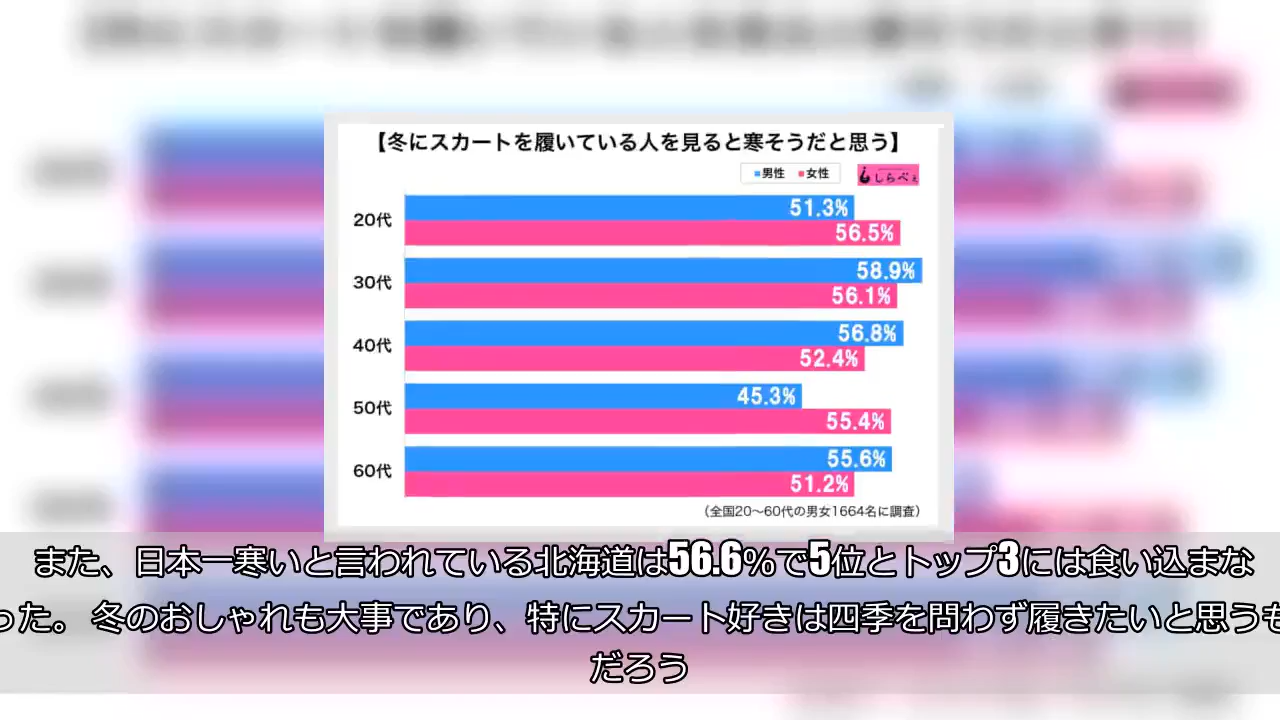 【冬にスカートを履いている人を見ると寒そうだと思う】
男性 女性 しらべぇ
20代 51.3%
56.5%
30代 58.9%
56.1%
40代 56.8%
52.4%
50代 45.3%
55.4%
60代 55.6%
51.2%
（全国20〜60代の男女1664名に調査）
また、日本一寒いと言われている北海道は56.6%で5位とトップ3には食い込まな
った。 冬のおしゃれも大事であり、特にスカート好きは四季を問わず履きたいと思うも
だろう